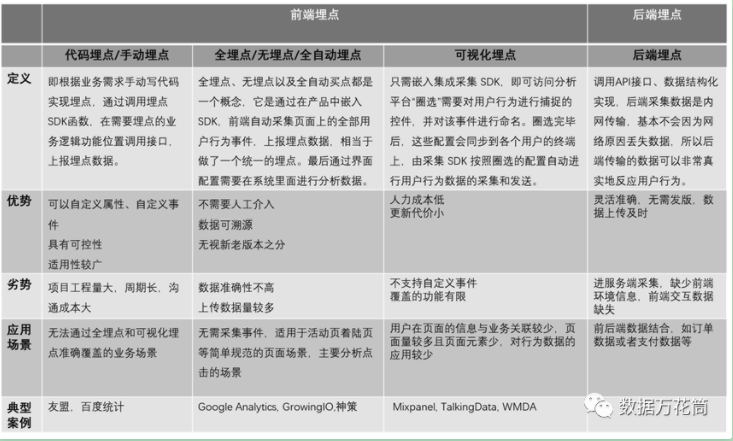 前端埋点
后端埋点
代码埋点/手动埋点
全埋点/无埋点/全自动埋点
可视化埋点
后端埋点
定义
即根据业务需求手动写代码
实现埋点，通过调用埋点
SDK函数，在需要埋点的业
务逻辑功能位置调用接口，
上报埋点数据。
全埋点、无埋点以及全自动买点都是
一个概念，它是通过在产品中嵌入
SDK，前端自动采集页面上的全部用
户行为事件，上报埋点数据，相当于
做了一个统一的埋点。最后通过界面
配置需要在系统里面进行分析数据。
只需嵌入集成采集 SDK，即可访问分析
平台“圈选”需要对用户行为进行捕捉的
控件，并对该事件进行命名。圈选完毕
后，这些配置会同步到各个用户的终端
上，由采集 SDK 按照圈选的配置自动进
行用户行为数据的采集和发送。
调用API接口、数据结构化
实现，后端采集数据是内
网传输，基本不会因为网
络原因丢失数据，所以后
端传输的数据可以非常真
实地反应用户行为。
优势
可以自定义属性、自定义事
件
具有可控性
适用性较广
不需要人工介入
数据可溯源
无视新老版本之分
人力成本低
更新代价小
灵活准确，无需发版，数
据上传及时
劣势
项目工程量大，周期长，沟
通成本大
数据准确性不高
上传数据量较多
不支持自定义事件
覆盖的功能有限
进服务端采集，缺少前端
环境信息，前端交互数据
缺失
应用
场景
无法通过全埋点和可视化埋
点准确覆盖的业务场景
无需采集事件，适用于活动页着陆页
等简单规范的页面场景，主要分析点
击的场景
用户在页面的信息与业务关联较少，页
面量较多且页面元素少，对行为数据的
应用较少
前后端数据结合，如订单
数据或者支付数据等
典型
案例
友盟，百度统计
Google Analytics, GrowingIO,神策
Mixpanel, TalkingData, WMDA
数据万花筒